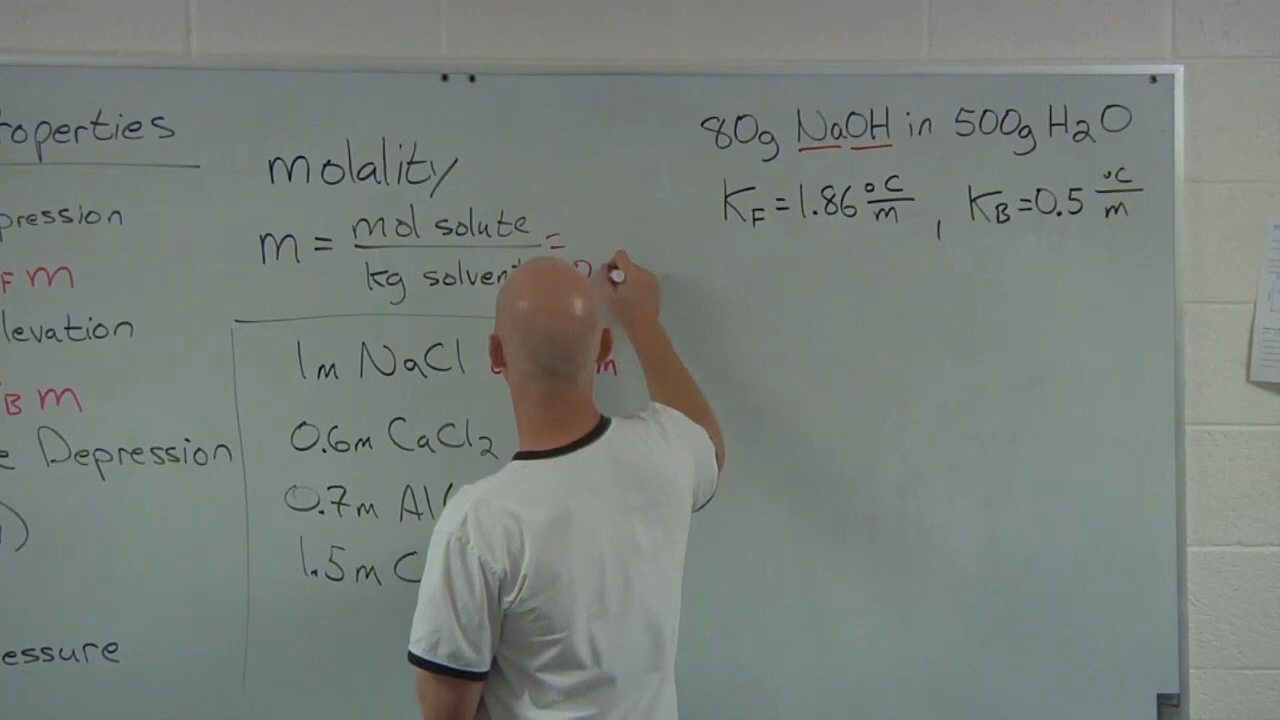 roperties
pression
F m
levation
B m
e Depression
)
essure
molality
m = mol solute =
kg solvent
1m NaCl m
0.6m CaCl2
0.7m Al(
1.5m C
80g NaOH in 500g H2O
KF = 1.86 °C/m , KB = 0.5 °C/m